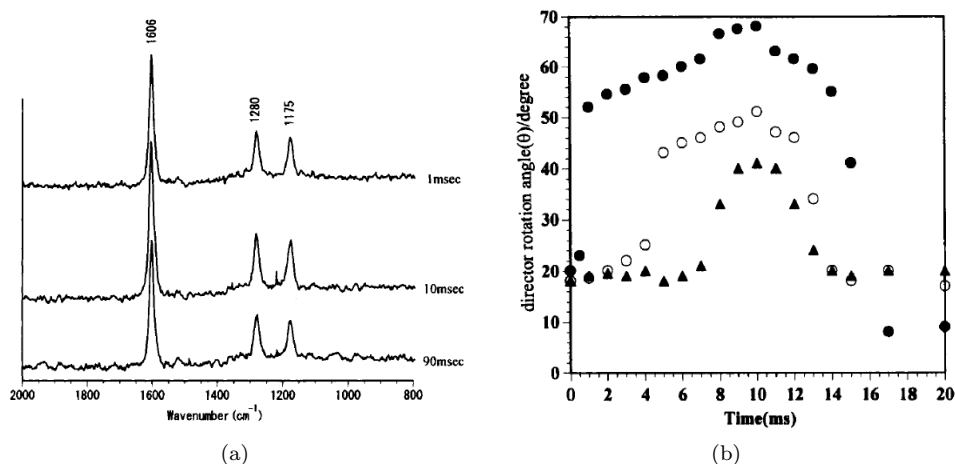 1606
1280
1175
1msec
10msec
90msec
2000 1800 1600 1400 1200 1000 800
Wavenumber (cm⁻¹)
(a)
director rotation angle(θ)/degree
70
60
50
40
30
20
10
0
0 2 4 6 8 10 12 14 16 18 20
Time(ms)
(b)